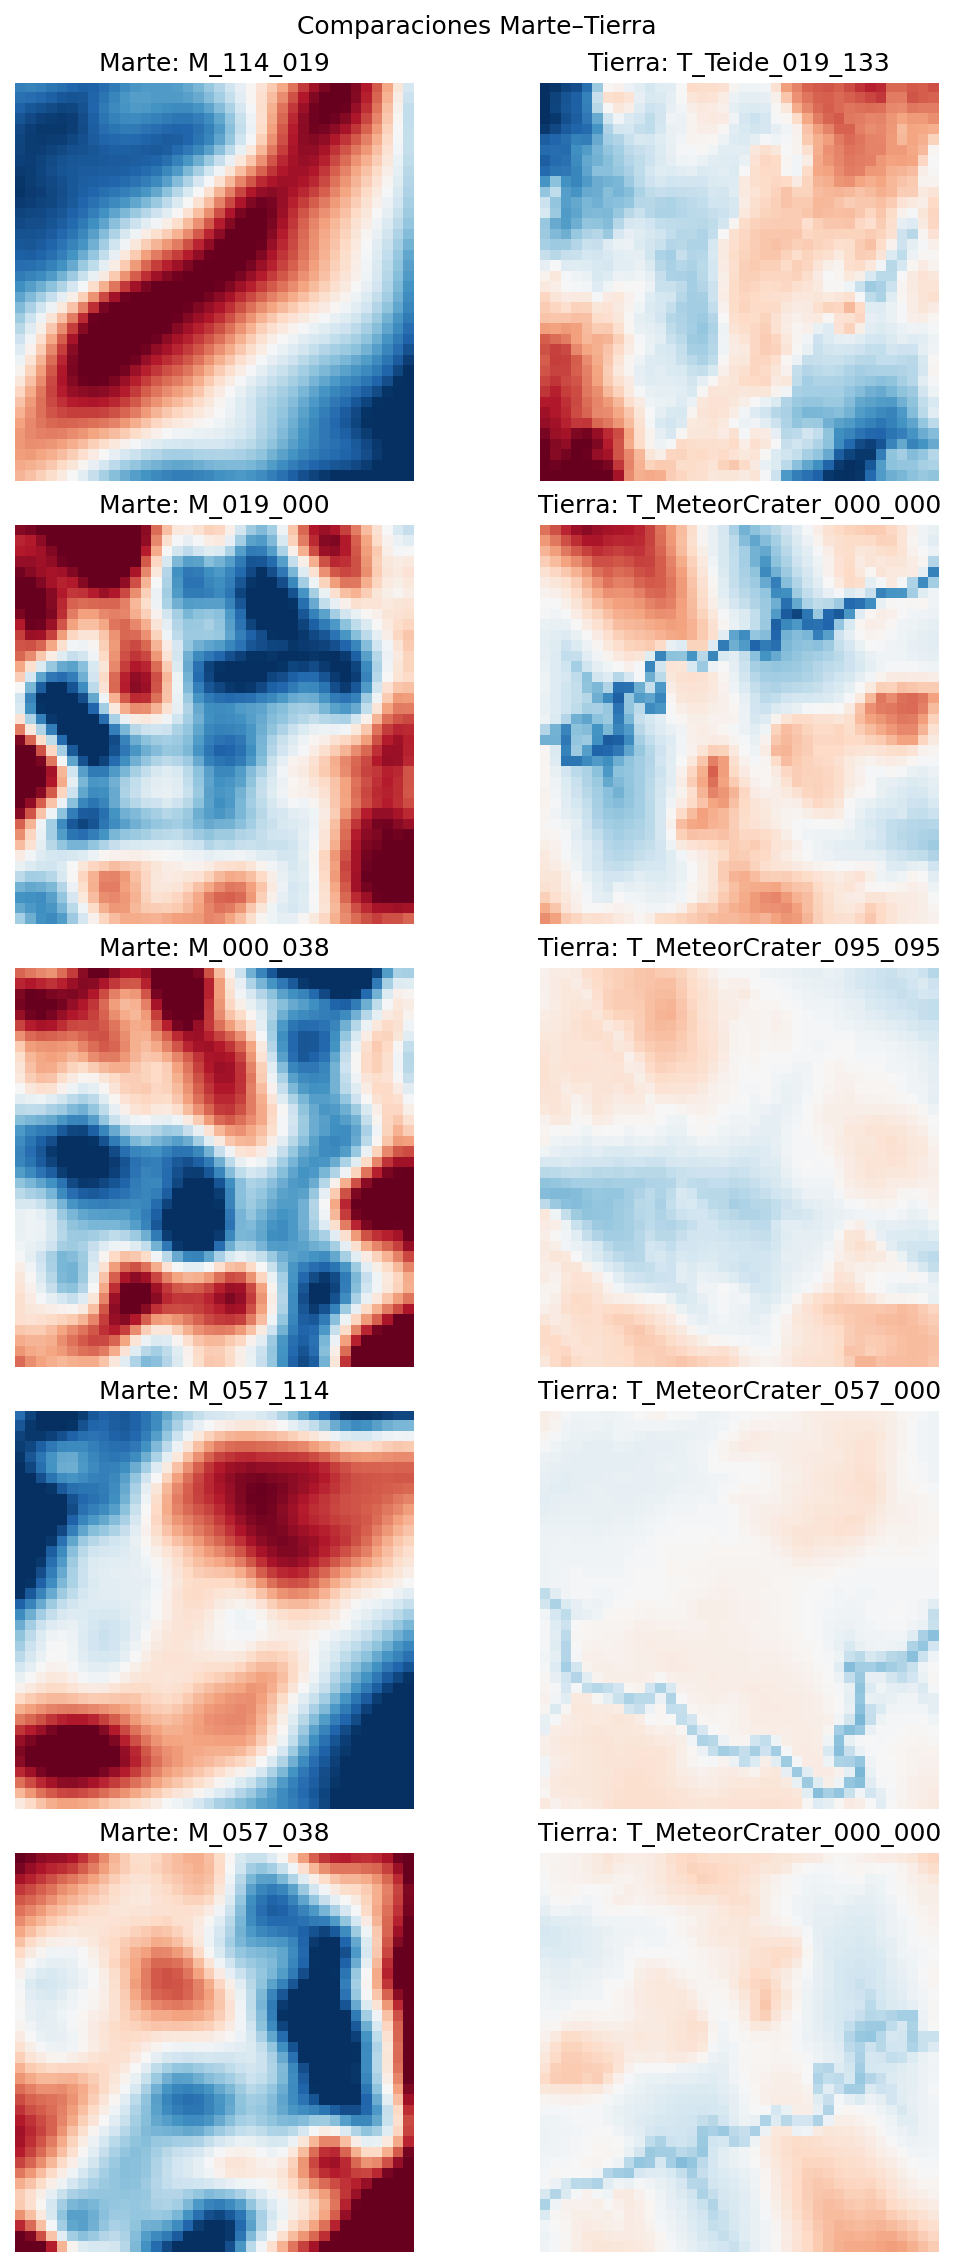 Comparaciones Marte–Tierra
Marte: M_114_019
Tierra: T_Teide_019_133
Marte: M_019_000
Tierra: T_MeteorCrater_000_000
Marte: M_000_038
Tierra: T_MeteorCrater_095_095
Marte: M_057_114
Tierra: T_MeteorCrater_057_000
Marte: M_057_038
Tierra: T_MeteorCrater_000_000